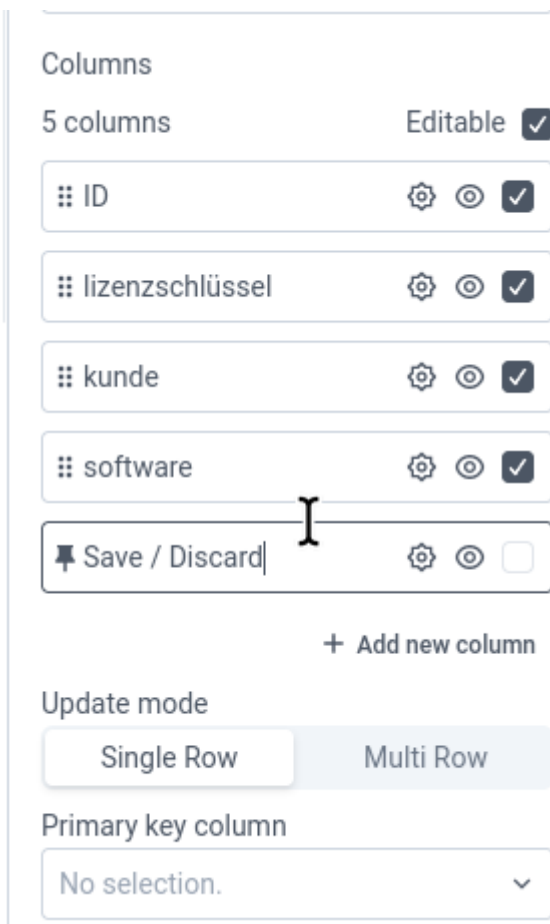 Columns
5 columns Editable
ID
lizenzschlüssel
kunde
software
Save / Discard
+ Add new column
Update mode
Single Row Multi Row
Primary key column
No selection.